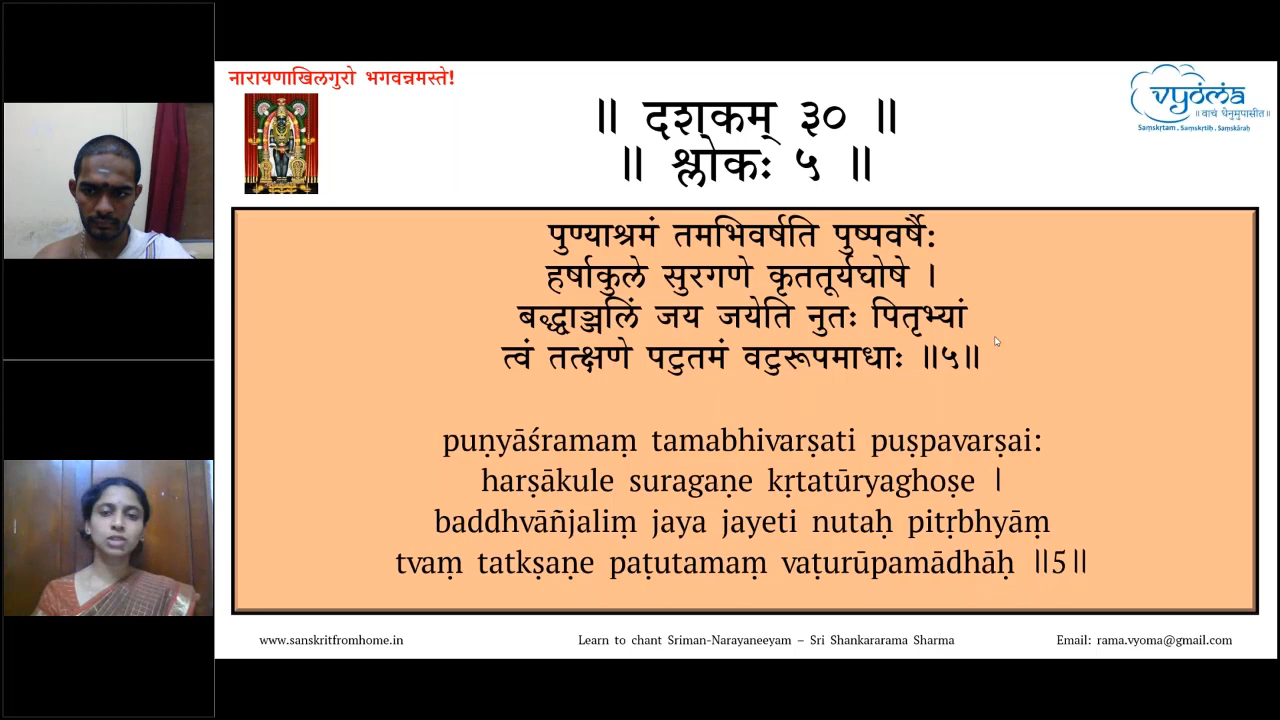 नारायणाखिलगुरो भगवन्नमस्ते!
vyoma
॥ वाचं धेनुमुपासीत॥
Saṃskṛtam . Saṃskṛtiḥ . Saṃskāraḥ
॥ दशकम् ३० ॥
॥ श्लोकः ५ ॥
पुण्याश्रमं तमभिवर्षति पुष्पवर्षै:
हर्षाकुले सुरगणे कृततूर्यघोषे ।
बद्ध्वाञ्जलिं जय जयेति नुतः पितृभ्यां
त्वं तत्क्षणे पटुतमं वटुरूपमाधाः ॥५॥
puṇyāśramaṃ tamabhivarṣati puṣpavarṣai:
harṣākule suragaṇe kṛtatūryaghoṣe ।
baddhvāñjaliṃ jaya jayeti nutaḥ pitṛbhyāṃ
tvaṃ tatkṣaṇe paṭutamaṃ vaṭurūpamādhāḥ ॥5॥
www.sanskritfromhome.in
Learn to chant Sriman-Narayaneeyam – Sri Shankararama Sharma
Email: rama.vyoma@gmail.com